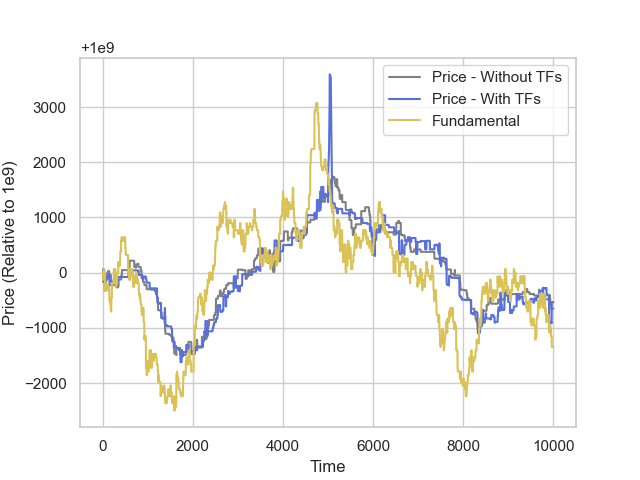 +1e9
Price - Without TFs
Price - With TFs
Fundamental
3000
2000
1000
0
−1000
−2000
Price (Relative to 1e9)
0 2000 4000 6000 8000 10000
Time